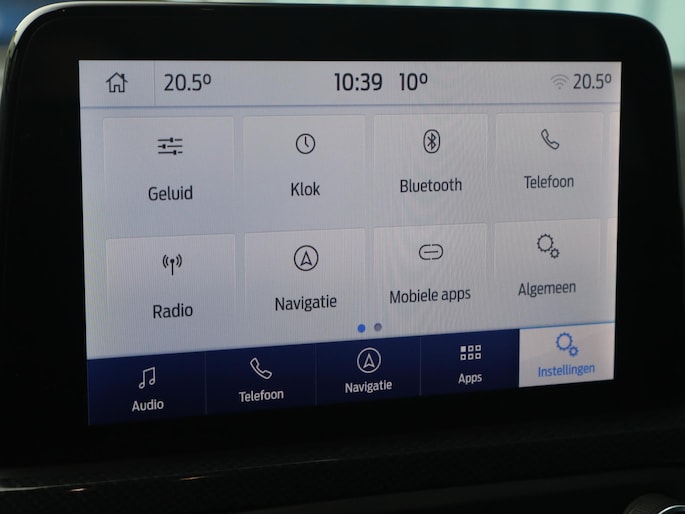 20.5° 10:39 10° 20.5°
Geluid Klok Bluetooth Telefoon
Radio Navigatie Mobiele apps Algemeen
Audio Telefoon Navigatie Apps Instellingen